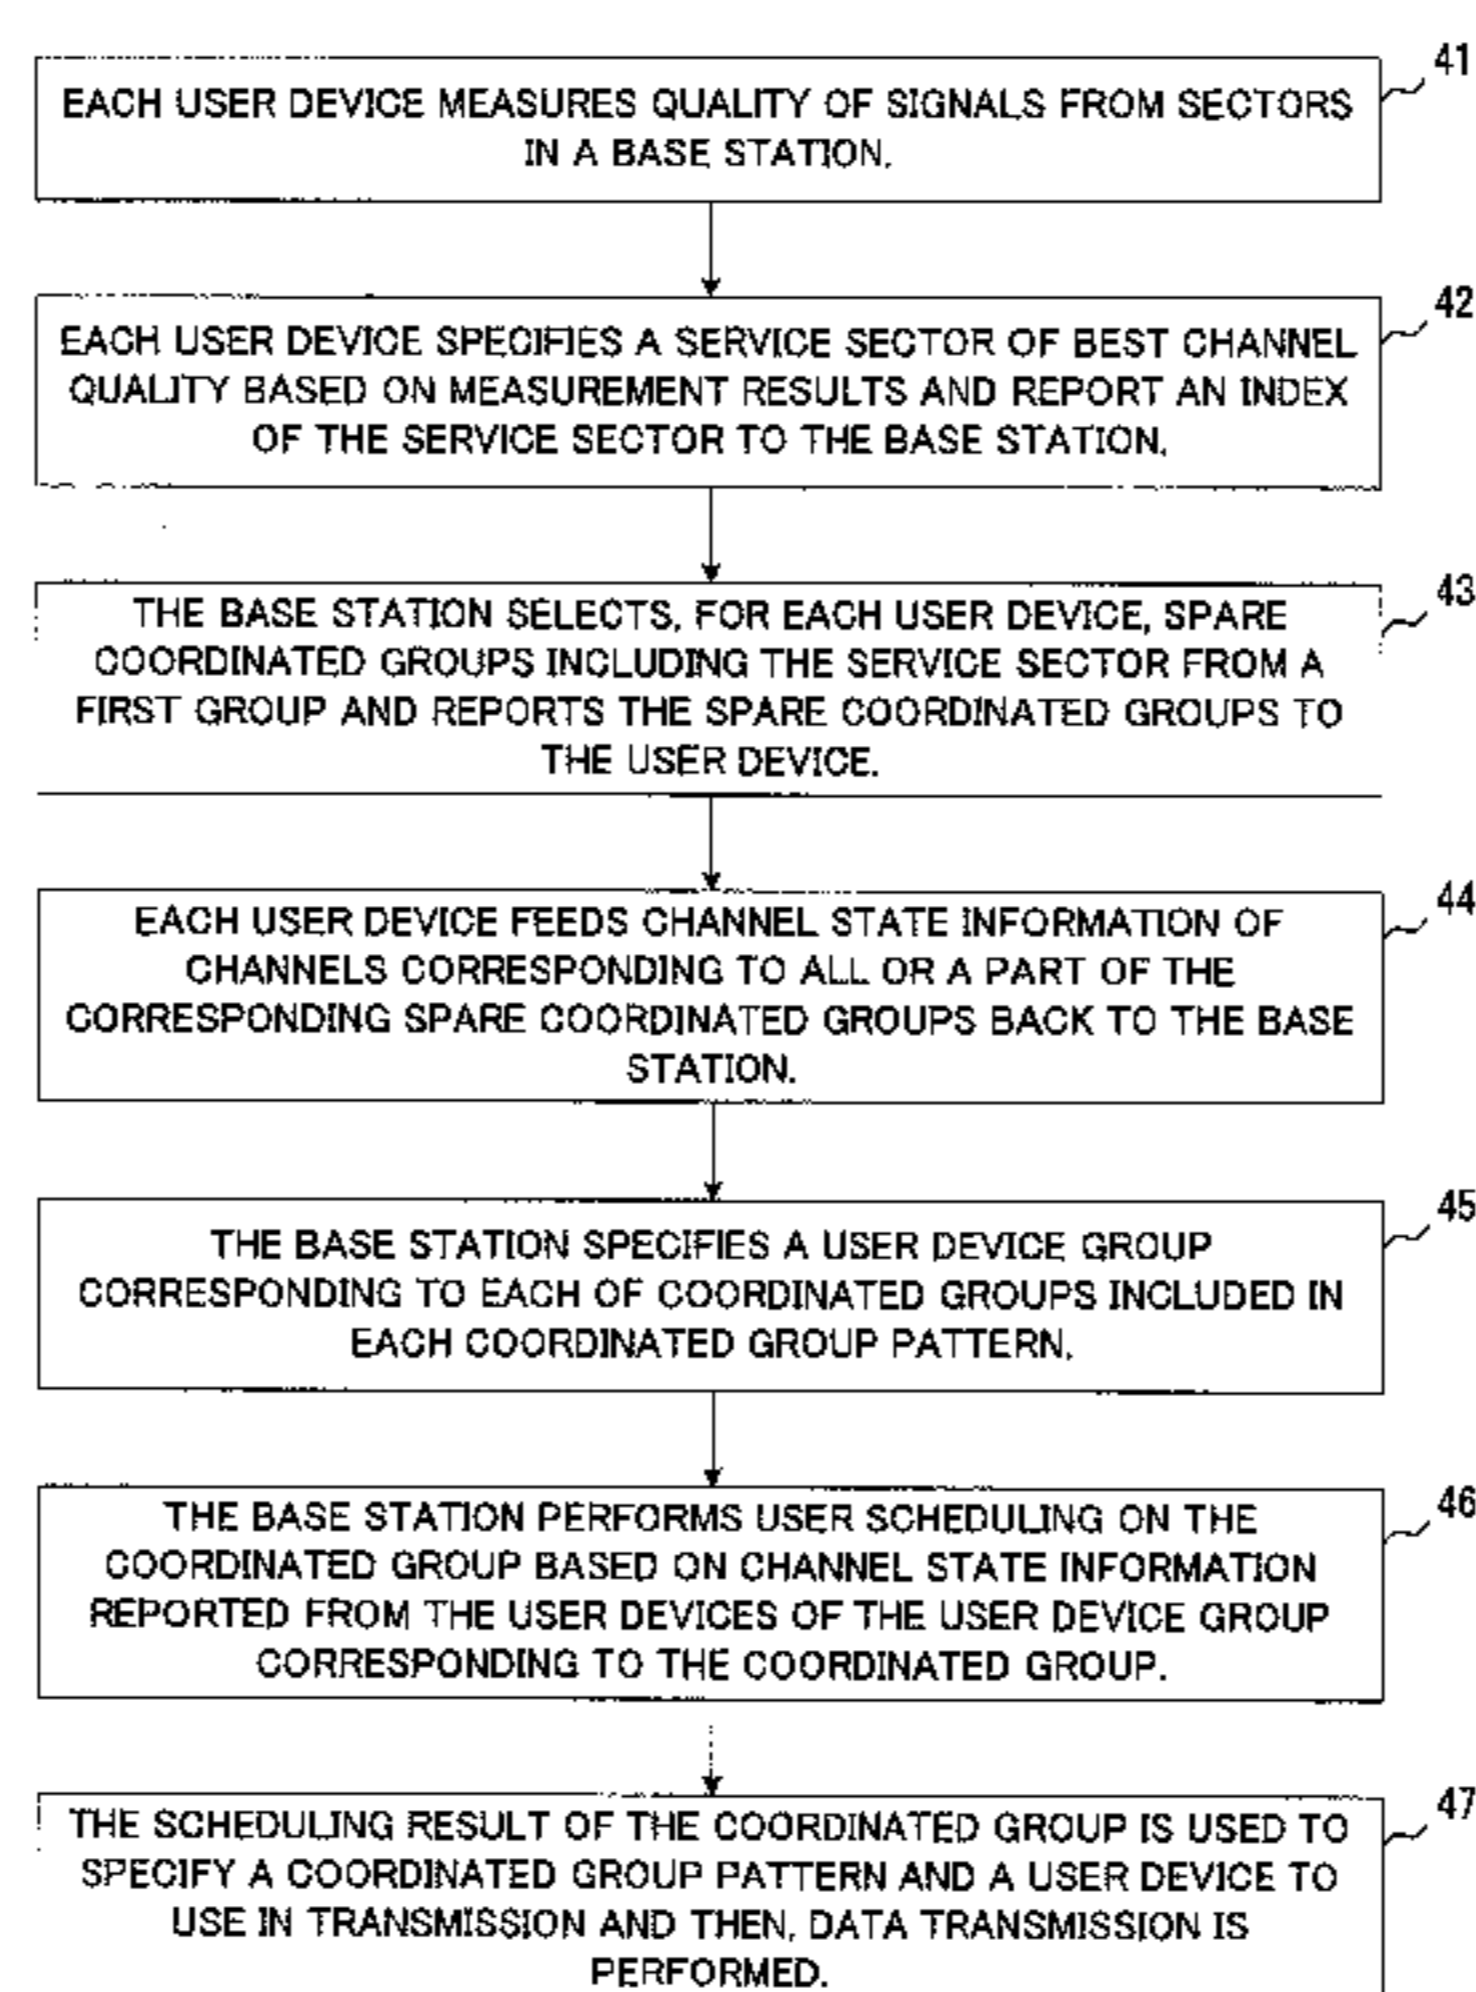 41
EACH USER DEVICE MEASURES QUALITY OF SIGNALS FROM SECTORS
IN A BASE STATION.
42
EACH USER DEVICE SPECIFIES A SERVICE SECTOR OF BEST CHANNEL
QUALITY BASED ON MEASUREMENT RESULTS AND REPORT AN INDEX
OF THE SERVICE SECTOR TO THE BASE STATION.
43
THE BASE STATION SELECTS, FOR EACH USER DEVICE, SPARE
COORDINATED GROUPS INCLUDING THE SERVICE SECTOR FROM A
FIRST GROUP AND REPORTS THE SPARE COORDINATED GROUPS TO
THE USER DEVICE.
44
EACH USER DEVICE FEEDS CHANNEL STATE INFORMATION OF
CHANNELS CORRESPONDING TO ALL OR A PART OF THE
CORRESPONDING SPARE COORDINATED GROUPS BACK TO THE BASE
STATION.
45
THE BASE STATION SPECIFIES A USER DEVICE GROUP
CORRESPONDING TO EACH OF COORDINATED GROUPS INCLUDED IN
EACH COORDINATED GROUP PATTERN.
46
THE BASE STATION PERFORMS USER SCHEDULING ON THE
COORDINATED GROUP BASED ON CHANNEL STATE INFORMATION
REPORTED FROM THE USER DEVICES OF THE USER DEVICE GROUP
CORRESPONDING TO THE COORDINATED GROUP.
47
THE SCHEDULING RESULT OF THE COORDINATED GROUP IS USED TO
SPECIFY A COORDINATED GROUP PATTERN AND A USER DEVICE TO
USE IN TRANSMISSION AND THEN, DATA TRANSMISSION IS
PERFORMED.